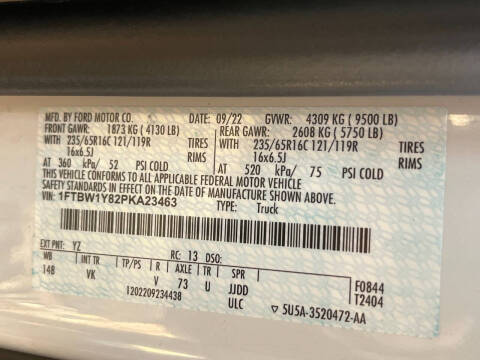 MFD. BY FORD MOTOR CO. 09/22 GVWR: 4309 KG ( 9500 LB)
FRONT GAWR: 1873 KG ( 4130 LB) REAR GAWR: 2608 KG ( 5750 LB)
WITH 235/65R16C 121/119R TIRES WITH 235/65R16C 121/119R TIRES
16x6.5J RIMS 16x6.5J RIMS
AT 360 kPa/ 52 PSI COLD AT 520 kPa/ 75 PSI COLD
THIS VEHICLE CONFORMS TO ALL APPLICABLE FEDERAL MOTOR VEHICLE
SAFETY STANDARDS IN EFFECT ON THE DATE OF MANUFACTURE SHOWN ABOVE.
VIN: 1FTBW1Y82PKA23463
TYPE: Truck
EXT PNT: YZ RC: 13 DSO:
WB INT TR TP/PS R AXLE TR SPR F0844
148 VK V 73 U JJDD T2404
1202209234438 ULC ▽ 5U5A-3520472-AA